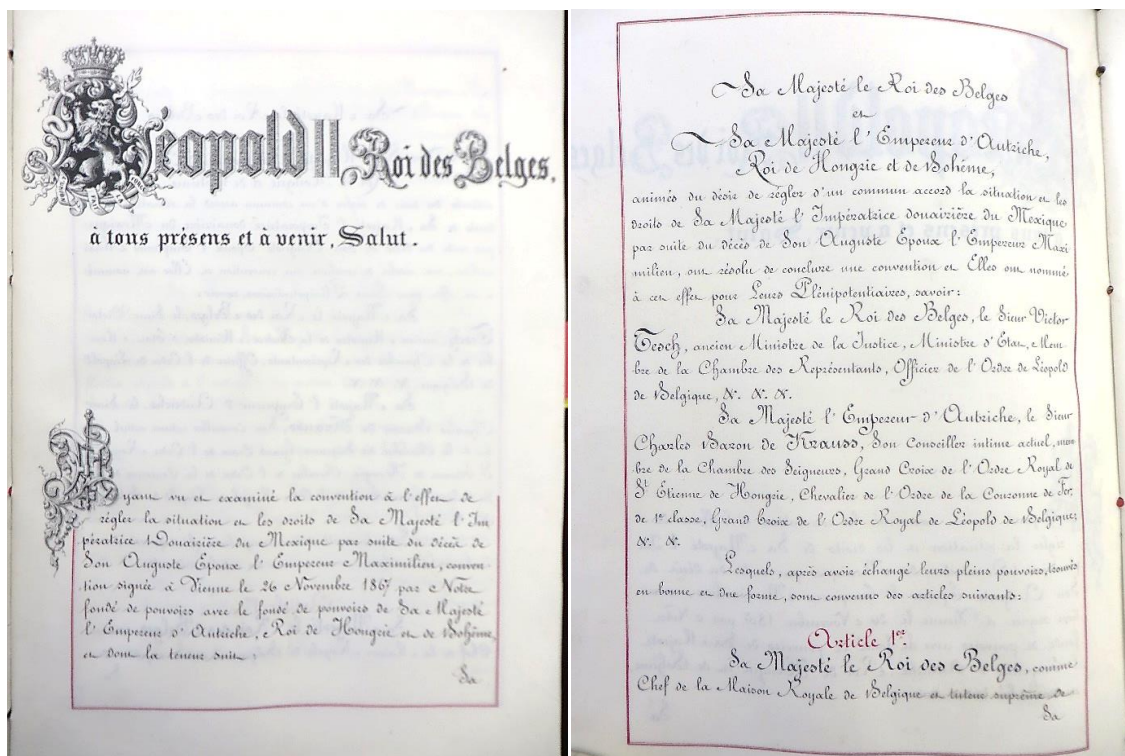 Léopold II Roi des Belges,
à tous présens et à venir, Salut.
Ayant vu et examiné la convention à l'effet de
régler la situation et les droits de Sa Majesté l'Im
pératrice Douairière du Mexique par suite du décès de
Son Auguste Epoux l'Empereur Maximilien, conven-
tion signée à Vienne le 26 Novembre 1867 par Notre
fondé de pouvoirs avec le fondé de pouvoirs de Sa Majesté
l'Empereur d'Autriche, Roi de Hongrie et de Bohême,
et dont la teneur suit,
Sa
Sa Majesté le Roi des Belges
et
Sa Majesté l'Empereur d'Autriche,
Roi de Hongrie et de Bohême,
animés du désir de régler d'un commun accord la situation et les
droits de Sa Majesté l'Impératrice douairière du Mexique
par suite du décès de Son Auguste Epoux l'Empereur Maxi
milien, ont résolu de conclure une convention et Elles ont nommé
à cet effet pour Leurs Plénipotentiaires, savoir:
Sa Majesté le Roi des Belges, le Sieur Victor
Tesch, ancien Ministre de la Justice, Ministre d'Etat, Mem-
bre de la Chambre des Représentants, Officier de l'Ordre de Léopold
de Belgique, &. &. &.
Sa Majesté l'Empereur d'Autriche, le Sieur
Charles Baron de Krauss, Son Conseiller intime actuel, mem-
bre de la Chambre des Seigneurs, Grand Croix de l'Ordre Royal de
St Etienne de Hongrie, Chevalier de l'Ordre de la Couronne de Fer,
de 1e classe, Grand Croix de l'Ordre Royal de Léopold de Belgique,
&. &.
Lesquels, après avoir échangé leurs pleins pouvoirs, trouvés
en bonne et due forme, sont convenus des articles suivants:
Article 1er.
Sa Majesté le Roi des Belges, comme
Chef de la Maison Royale de Belgique et tuteur suprême de
Sa